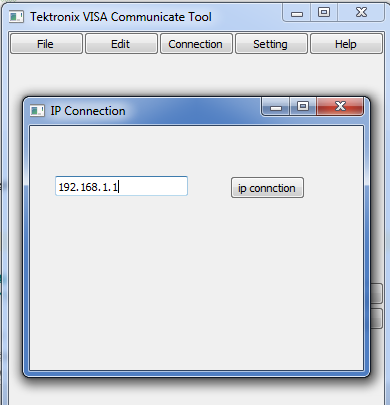 Tektronix VISA Communicate Tool
File Edit Connection Setting Help
IP Connection
192.168.1.1 ip connction